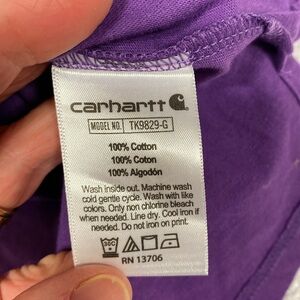 carhartt
MODEL NO. TK9829-G
100% Cotton
100% Coton
100% Algodón
Wash inside out. Machine wash
cold gentle cycle. Wash with like
colors. Only non chlorine bleach
when needed. Line dry. Cool iron if
needed. Do not iron on print.
RN 13706